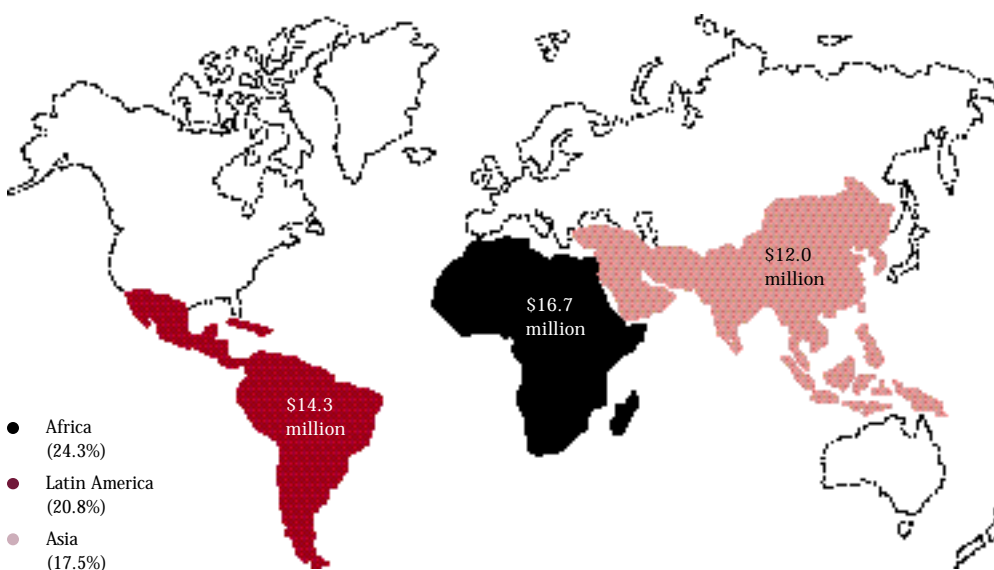 $12.0
million
$16.7
million
$14.3
million
Africa
(24.3%)
Latin America
(20.8%)
Asia
(17.5%)